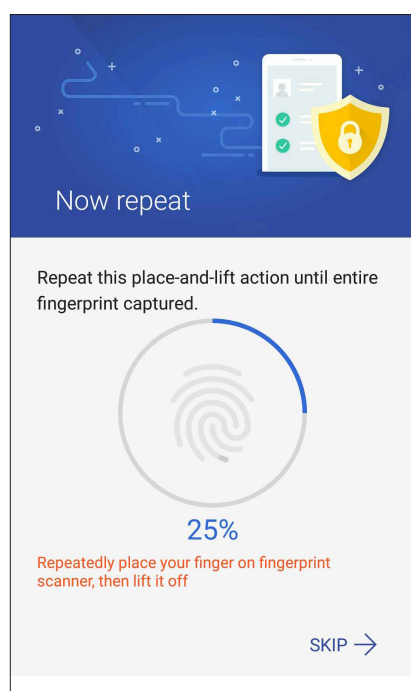 Now repeat
Repeat this place-and-lift action until entire
fingerprint captured.
25%
Repeatedly place your finger on fingerprint
scanner, then lift it off
SKIP